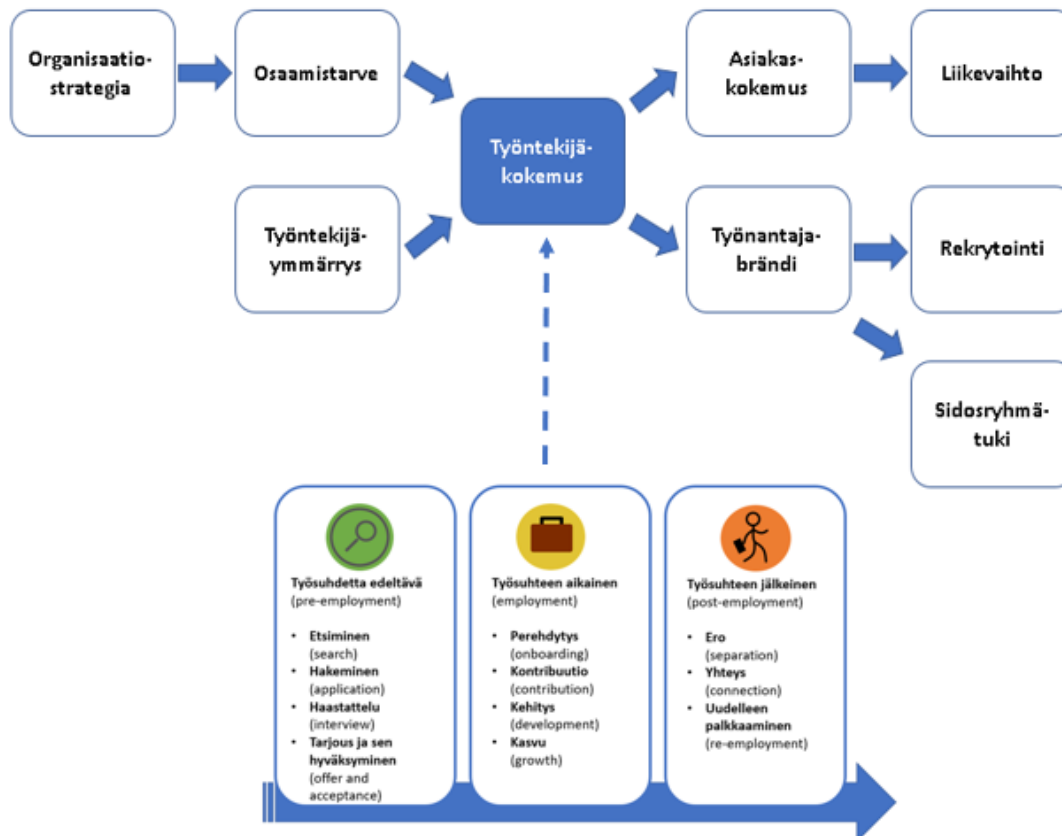 Organisaatio-
strategia
Osaamistarve
Työntekijä-
ymmärrys
Työntekijä-
kokemus
Asiakas-
kokemus
Liikevaihto
Työnantaja-
brändi
Rekrytointi
Sidosryhmä-
tuki
Työsuhdetta edeltävä
(pre-employment)
• Etsiminen
(search)
• Hakeminen
(application)
• Haastattelu
(interview)
• Tarjous ja sen
hyväksyminen
(offer and
acceptance)
Työsuhteen aikainen
(employment)
• Perehdytys
(onboarding)
• Kontribuutio
(contribution)
• Kehitys
(development)
• Kasvu
(growth)
Työsuhteen jälkeinen
(post-employment)
• Ero
(separation)
• Yhteys
(connection)
• Uudelleen
palkkaaminen
(re-employment)